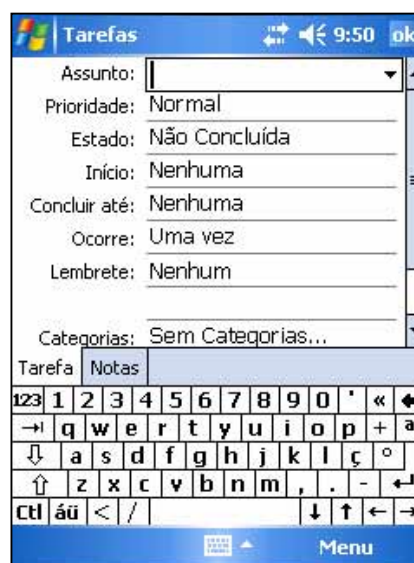 Tarefas 9:50 ok
Assunto:
Prioridade: Normal
Estado: Não Concluída
Início: Nenhuma
Concluir até: Nenhuma
Ocorre: Uma vez
Lembrete: Nenhum
Categorias: Sem Categorias...
Tarefa Notas
123 1 2 3 4 5 6 7 8 9 0 ' «
q w e r t y u i o p + ª
a s d f g h j k l ç º
z x c v b n m , . -
Ctl áü < /
Menu